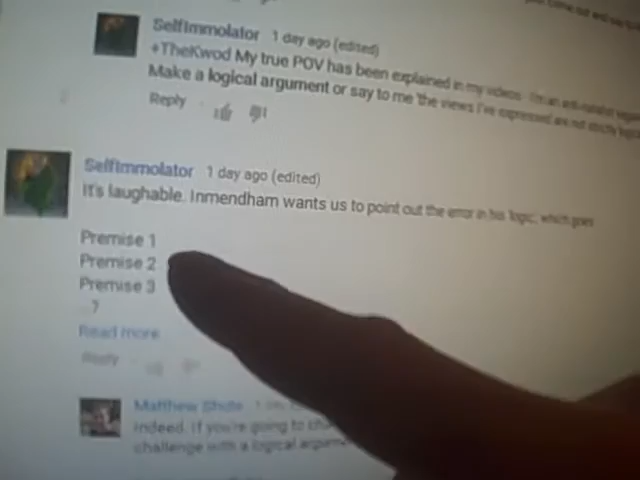 SelfImmolator 1 day ago (edited)
+TheKwod My true POV has been explained in my videos - I'm an
Make a logical argument or say to me 'the views I've expressed are not strictly
Reply
SelfImmolator 1 day ago (edited)
It's laughable. Inmendham wants us to point out the error in his 'logic', which goes
Premise 1
Premise 2
Premise 3
?
Read more
Reply
Matthew Shute 1
Indeed. If you're going to
challenge with a logical